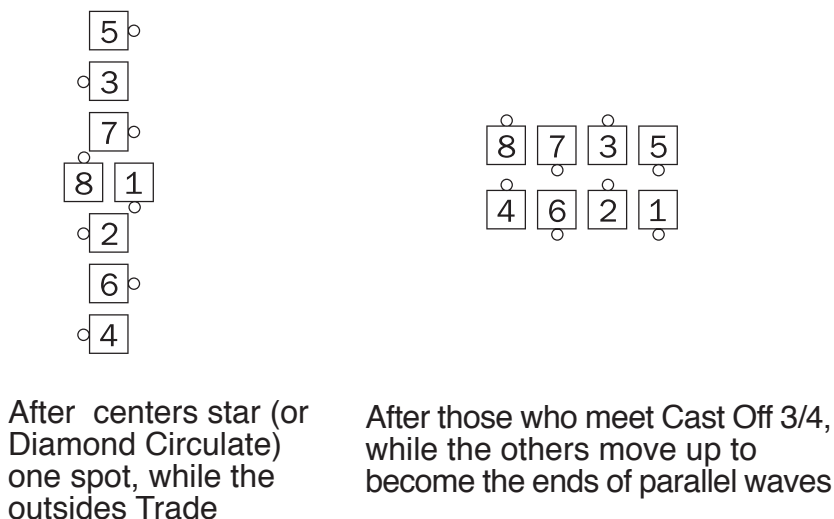 5
3
7
8 1
2
6
4
8 7 3 5
4 6 2 1
After centers star (or
Diamond Circulate)
one spot, while the
outsides Trade
After those who meet Cast Off 3/4,
while the others move up to
become the ends of parallel waves